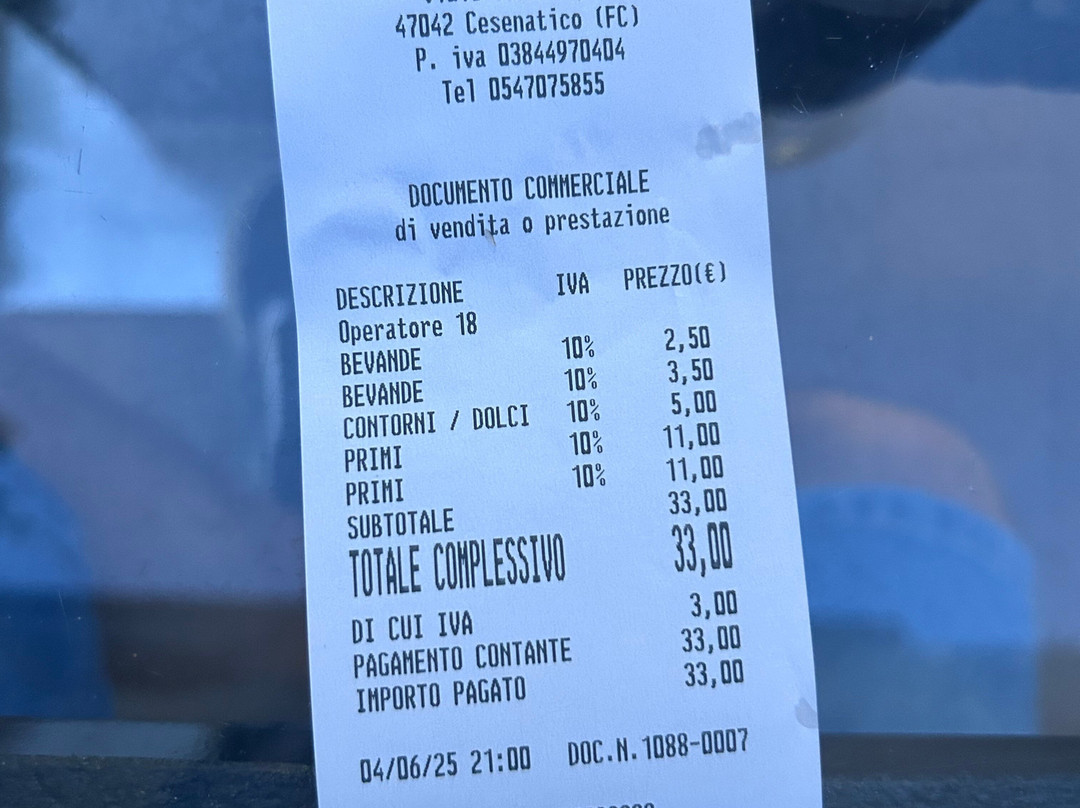 47042 Cesenatico (FC)
P. iva 03844970404
Tel 0547075855
DOCUMENTO COMMERCIALE
di vendita o prestazione
DESCRIZIONE IVA PREZZO(€)
Operatore 18
BEVANDE 10% 2,50
BEVANDE 10% 3,50
CONTORNI / DOLCI 10% 5,00
PRIMI 10% 11,00
PRIMI 10% 11,00
SUBTOTALE 33,00
TOTALE COMPLESSIVO 33,00
DI CUI IVA 3,00
PAGAMENTO CONTANTE 33,00
IMPORTO PAGATO 33,00
04/06/25 21:00 DOC.N.1088-0007